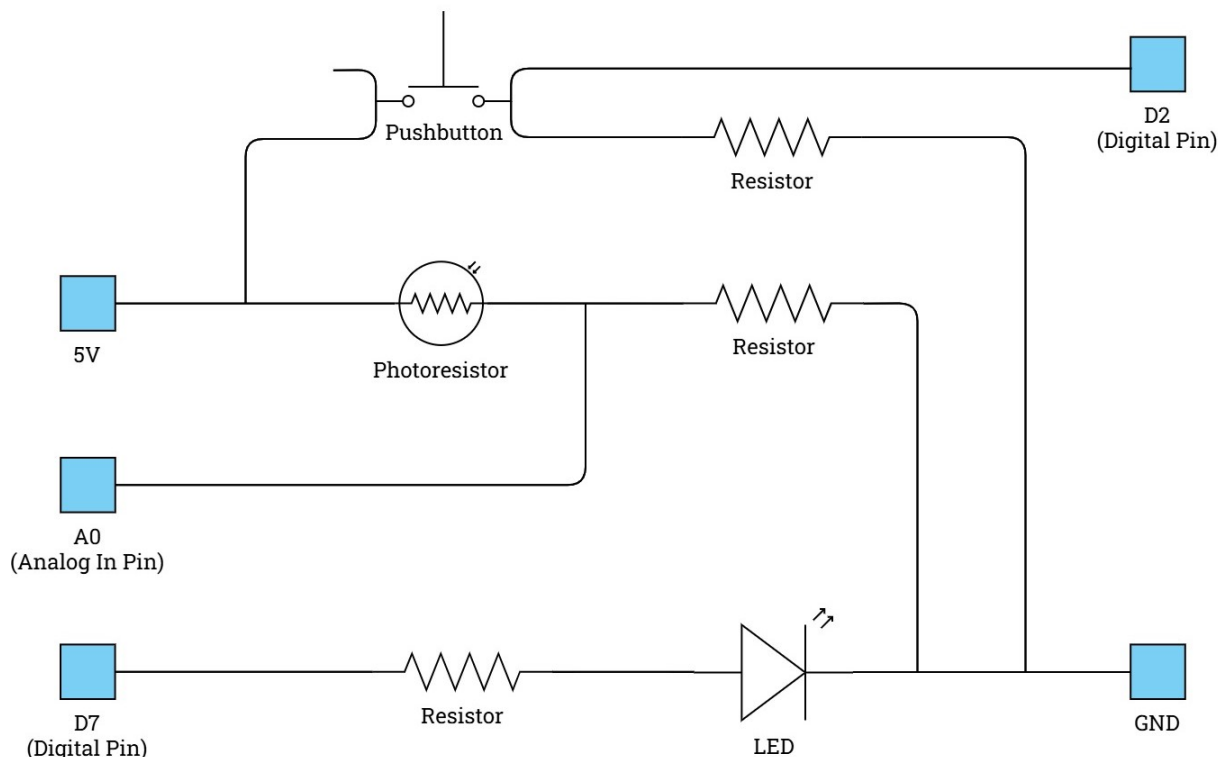 Pushbutton
D2
(Digital Pin)
Resistor
5V
Photoresistor
Resistor
A0
(Analog In Pin)
D7
(Digital Pin)
Resistor
LED
GND